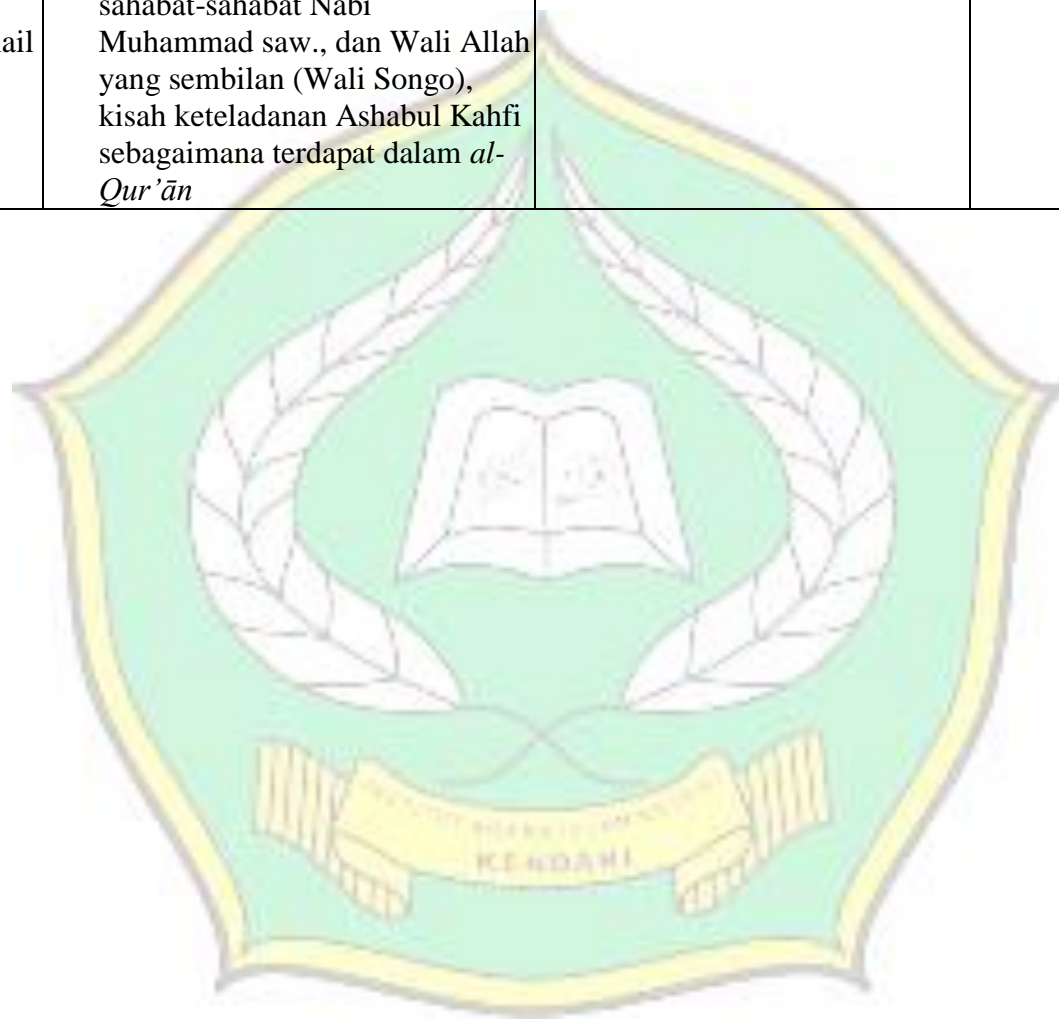 sahabat-sahabat Nabi
ail Muhammad saw., dan Wali Allah
yang sembilan (Wali Songo),
kisah keteladanan Ashabul Kahfi
sebagaimana terdapat dalam al-
Qur’ān
KENDARI